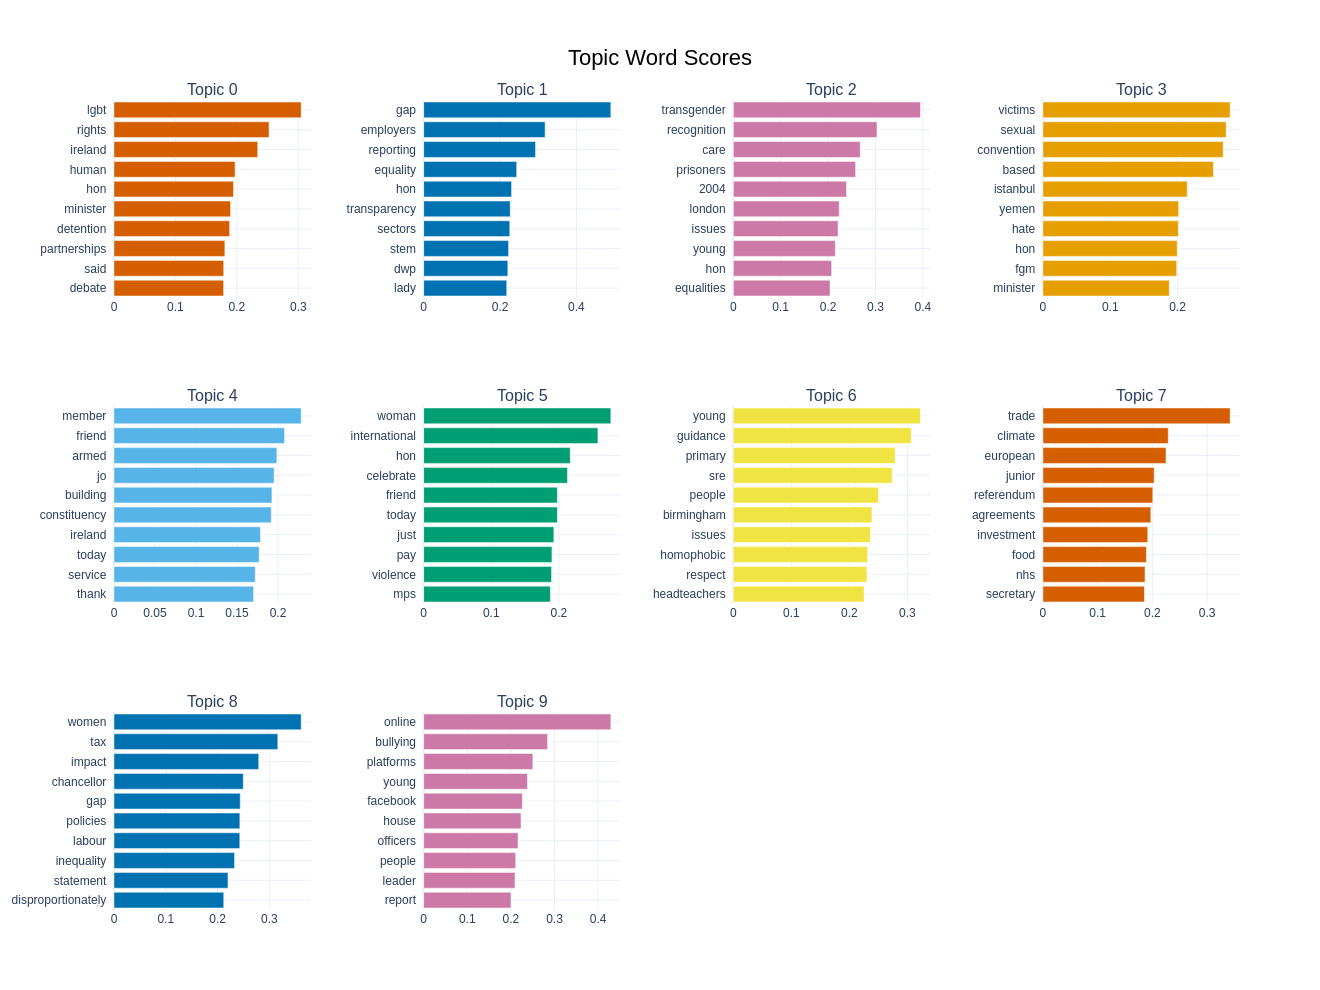 Topic Word Scores
Topic 0
lgbt
rights
ireland
human
hon
minister
detention
partnerships
said
debate
0 0.1 0.2 0.3
Topic 1
gap
employers
reporting
equality
hon
transparency
sectors
stem
dwp
lady
0 0.2 0.4
Topic 2
transgender
recognition
care
prisoners
2004
london
issues
young
hon
equalities
0 0.1 0.2 0.3 0.4
Topic 3
victims
sexual
convention
based
istanbul
yemen
hate
hon
fgm
minister
0 0.1 0.2
Topic 4
member
friend
armed
jo
building
constituency
ireland
today
service
thank
0 0.05 0.1 0.15 0.2
Topic 5
woman
international
hon
celebrate
friend
today
just
pay
violence
mps
0 0.1 0.2
Topic 6
young
guidance
primary
sre
people
birmingham
issues
homophobic
respect
headteachers
0 0.1 0.2 0.3
Topic 7
trade
climate
european
junior
referendum
agreements
investment
food
nhs
secretary
0 0.1 0.2 0.3
Topic 8
women
tax
impact
chancellor
gap
policies
labour
inequality
statement
disproportionately
0 0.1 0.2 0.3
Topic 9
online
bullying
platforms
young
facebook
house
officers
people
leader
report
0 0.1 0.2 0.3 0.4